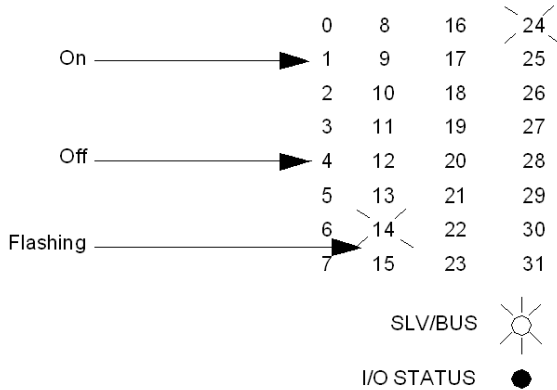 0 8 16 24
On 1 9 17 25
2 10 18 26
3 11 19 27
Off 4 12 20 28
5 13 21 29
6 14 22 30
Flashing
7 15 23 31
SLV/BUS
I/O STATUS